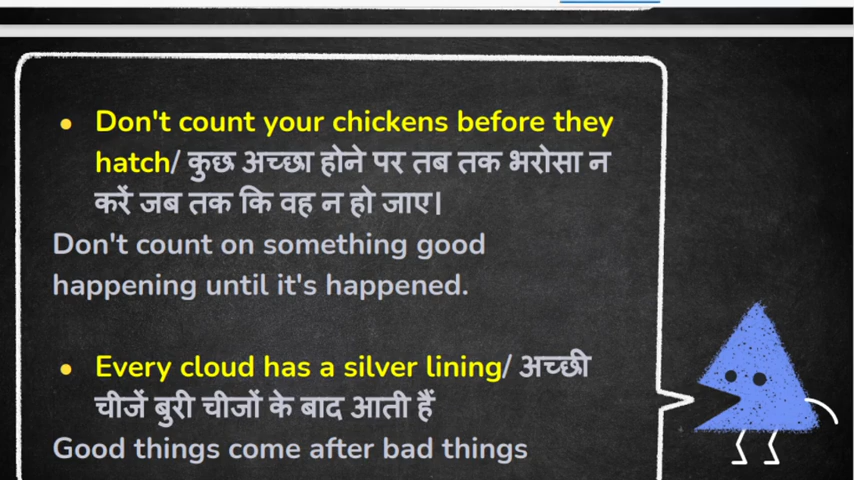 • Don't count your chickens before they
hatch/ कुछ अच्छा होने पर तब तक भरोसा न
करें जब तक कि वह न हो जाए।
Don't count on something good
happening until it's happened.
• Every cloud has a silver lining/ अच्छी
चीजें बुरी चीजों के बाद आती हैं
Good things come after bad things